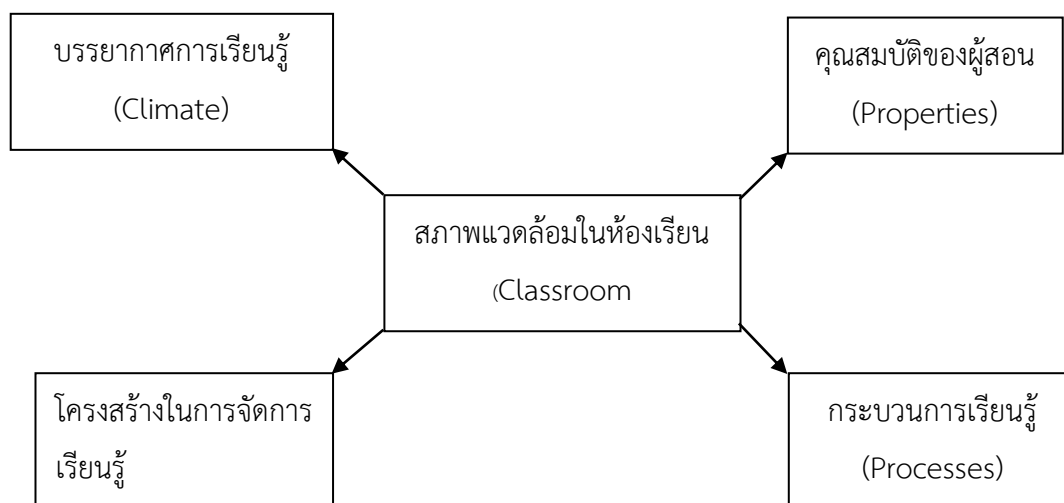 บรรยากาศการเรียนรู้
(Climate)
คุณสมบัติของผู้สอน
(Properties)
สภาพแวดล้อมในห้องเรียน
(Classroom
โครงสร้างในการจัดการ
เรียนรู้
กระบวนการเรียนรู้
(Processes)